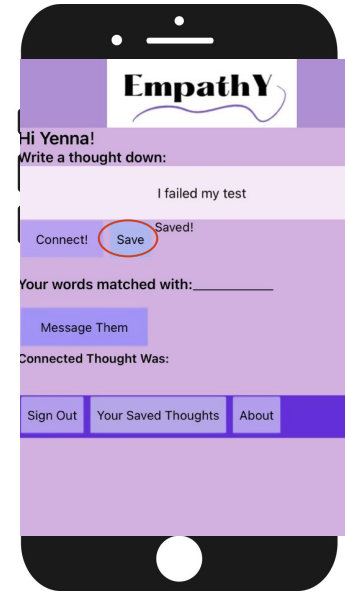 EmpathY
Hi Yenna!
Write a thought down:
I failed my test
Saved!
Connect! Save
Your words matched with:__________
Message Them
Connected Thought Was:
Sign Out Your Saved Thoughts About